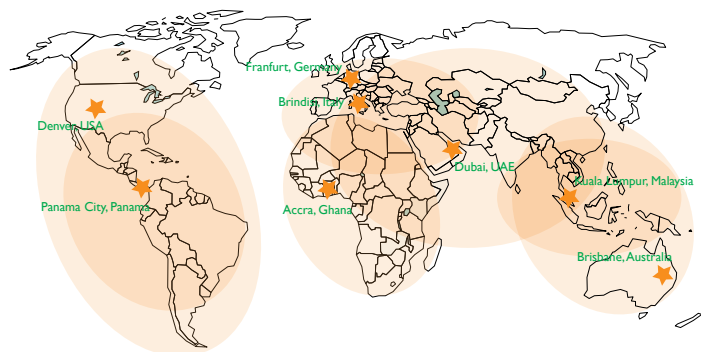 Franfurt, Germany
Brindisi, Italy
Denver, USA
Dubai, UAE
Kuala Lumpur, Malaysia
Panama City, Panama
Accra, Ghana
Brisbane, Australia